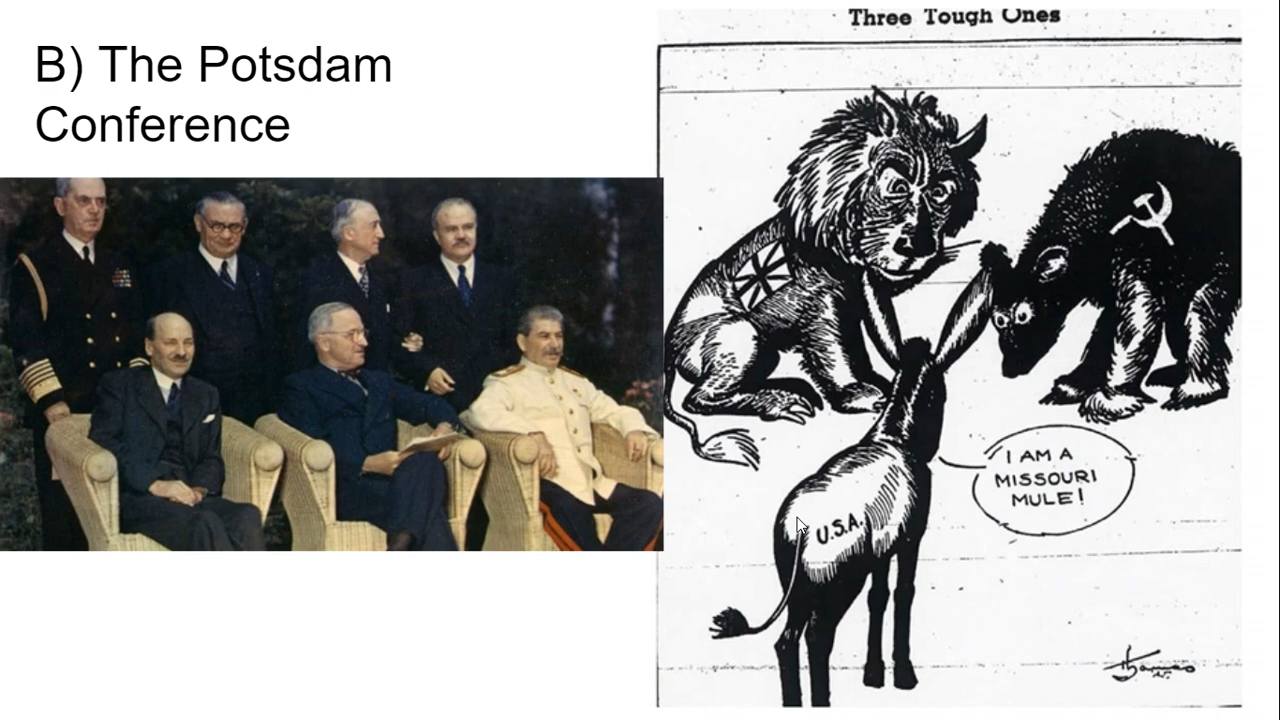 B) The Potsdam
Conference
Three Tough Ones
I AM A
MISSOURI
MULE!
U.S.A.